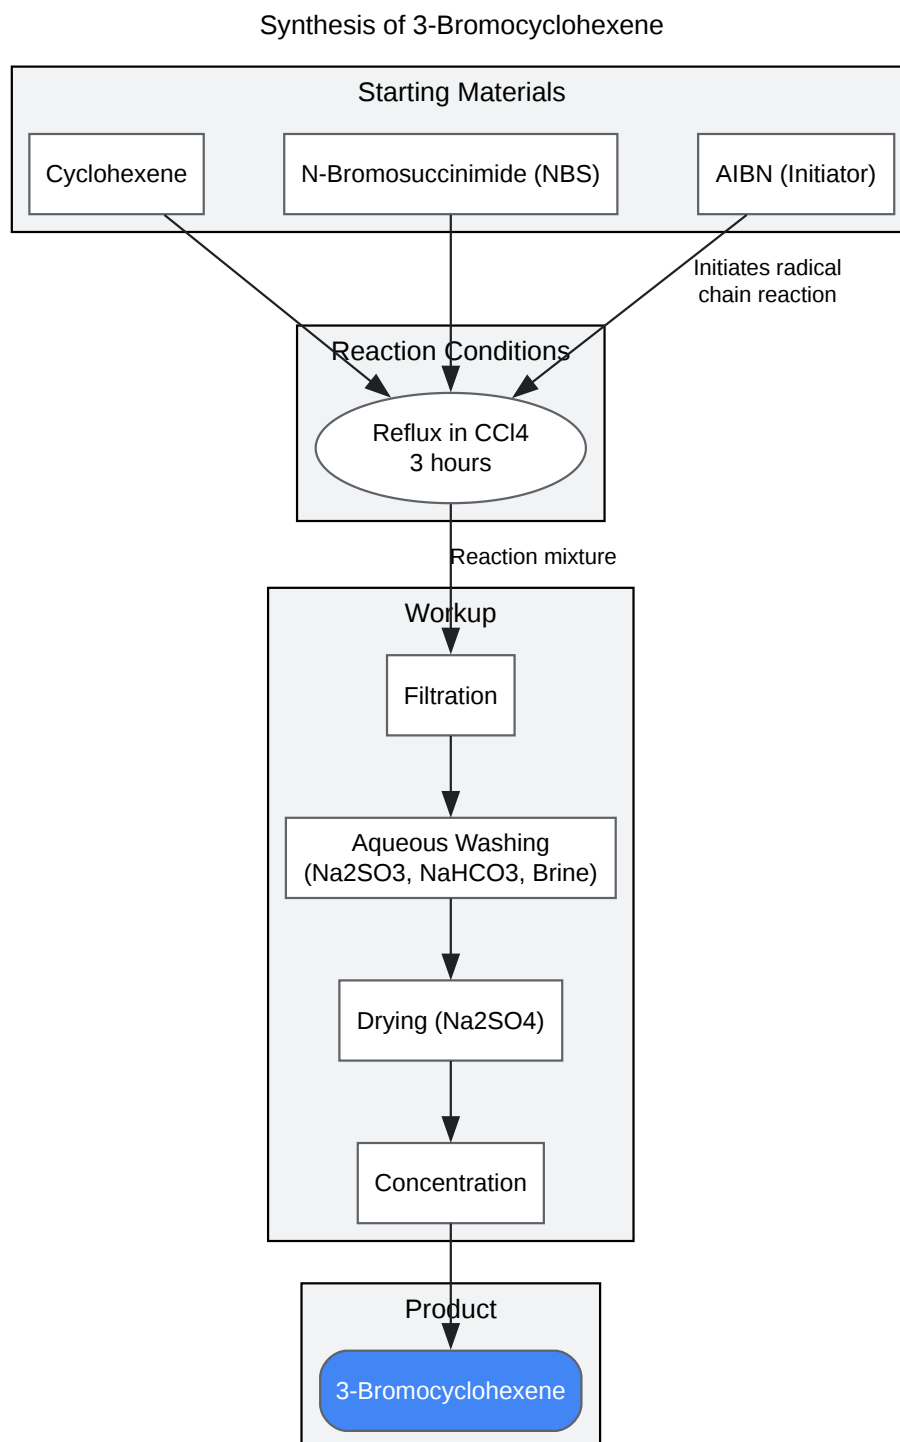 Synthesis of 3-Bromocyclohexene
Starting Materials
Cyclohexene
N-Bromosuccinimide (NBS)
AIBN (Initiator)
Initiates radical
chain reaction
Reaction Conditions
Reflux in CCl4
3 hours
Reaction mixture
Workup
Filtration
Aqueous Washing
(Na2SO3, NaHCO3, Brine)
Drying (Na2SO4)
Concentration
Product
3-Bromocyclohexene